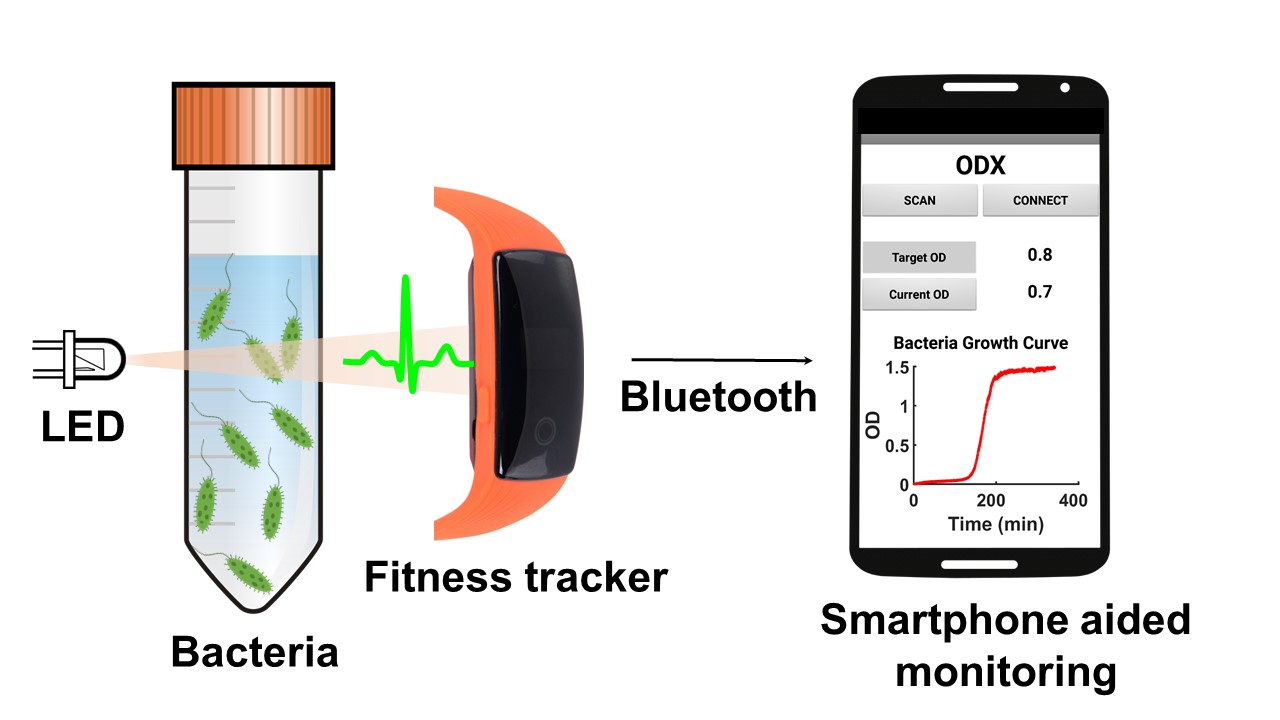 LED
Bacteria
Fitness tracker
Bluetooth
ODX
SCAN
CONNECT
Target OD
0.8
Current OD
0.7
Bacteria Growth Curve
OD
1.5
1
0.5
0
0
200
400
Time (min)
Smartphone aided
monitoring